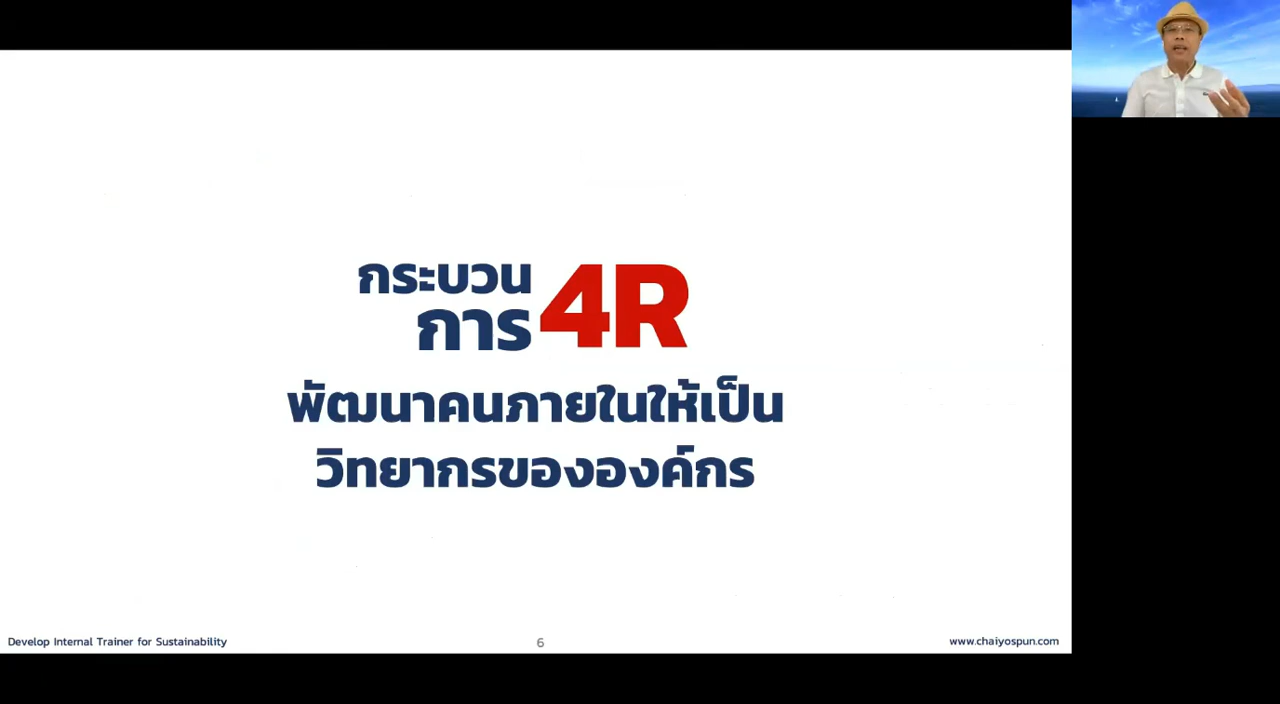 กระบวน
การ 4R
พัฒนาคนภายในให้เป็น
วิทยากรขององค์กร
Develop Internal Trainer for Sustainability 6 www.chaiyospun.com